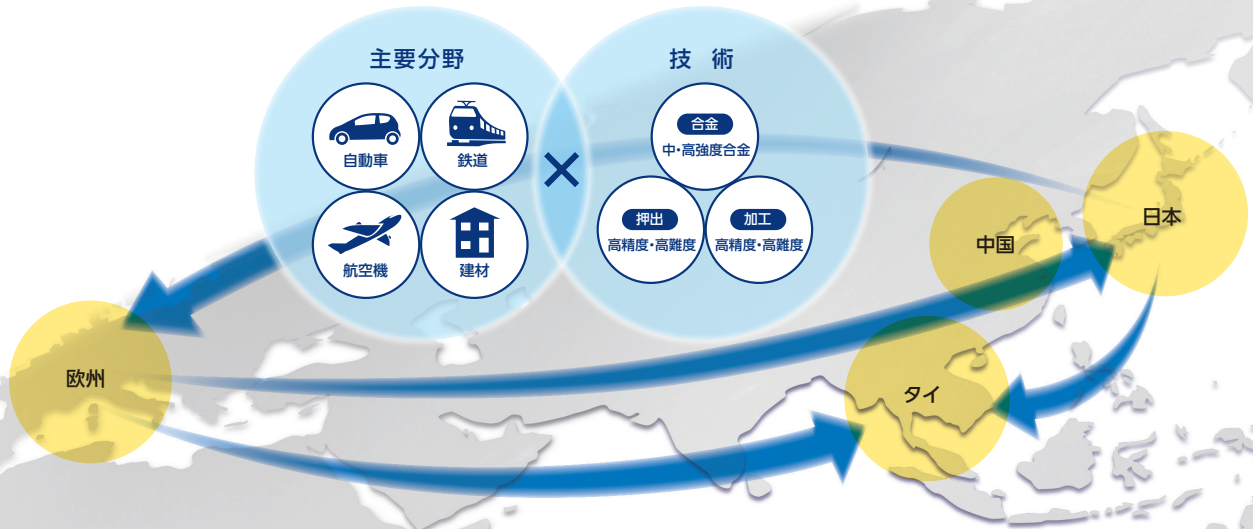 主要分野
自動車
鉄道
航空機
建材
×
技 術
合金
中・高強度合金
押出
高精度・高難度
加工
高精度・高難度
日本
中国
タイ
欧州